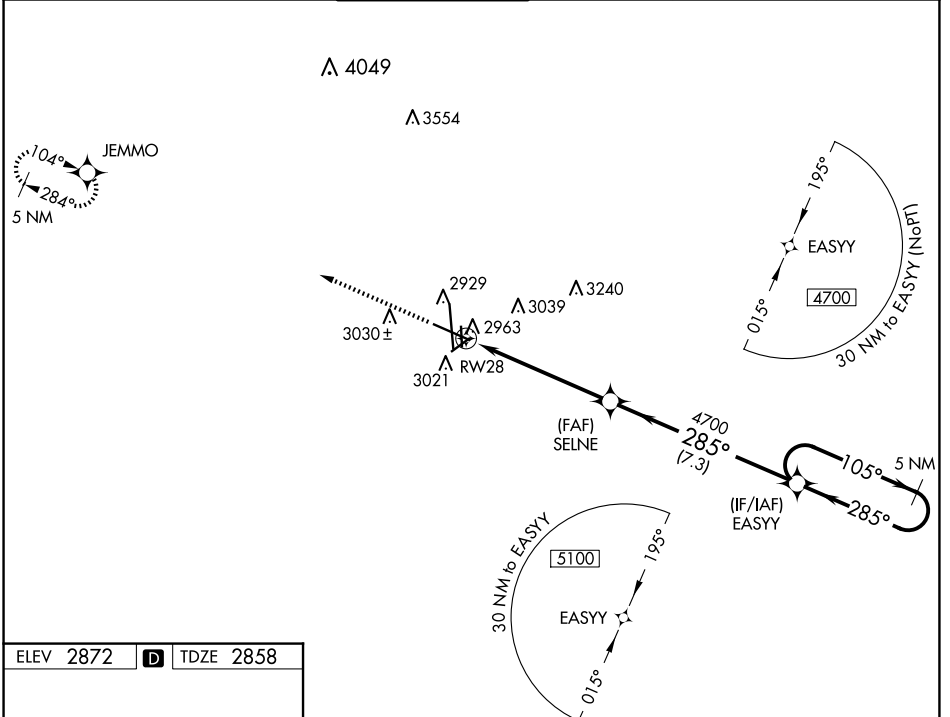 4049
3554
JEMMO
104°
284°
5 NM
195°
EASYY
4700
015°
30 NM to EASYY (NoPT)
2929
3240
3039
2963
3030±
3021
RW28
(FAF)
SELNE
4700
285°
(7.3)
105°
5 NM
285°
(IF/IAF)
EASYY
30 NM to EASYY
5100
195°
EASYY
015°
ELEV 2872 D TDZE 2858